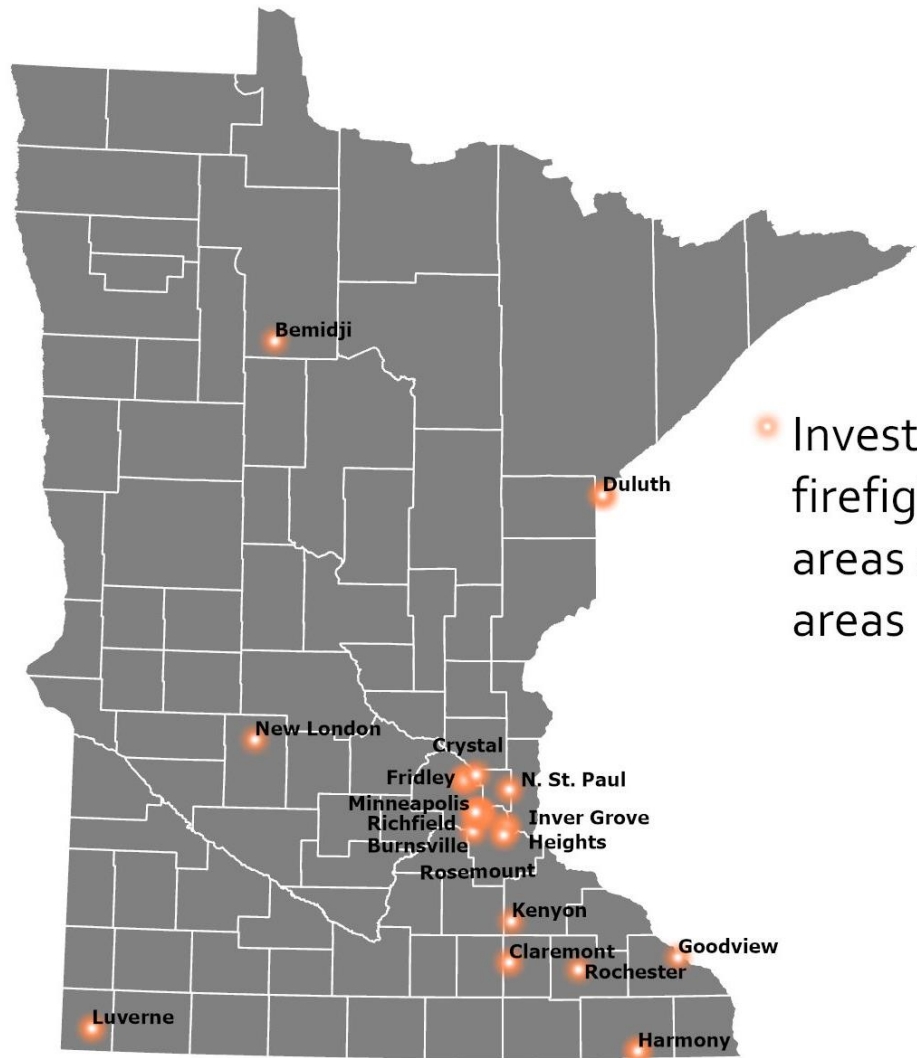 Bemidji
Duluth
Invest
firefig
areas
areas
New London
Crystal
Fridley
N. St. Paul
Minneapolis
Richfield
Inver Grove
Heights
Burnsville
Rosemount
Kenyon
Claremont
Goodview
Rochester
Luverne
Harmony